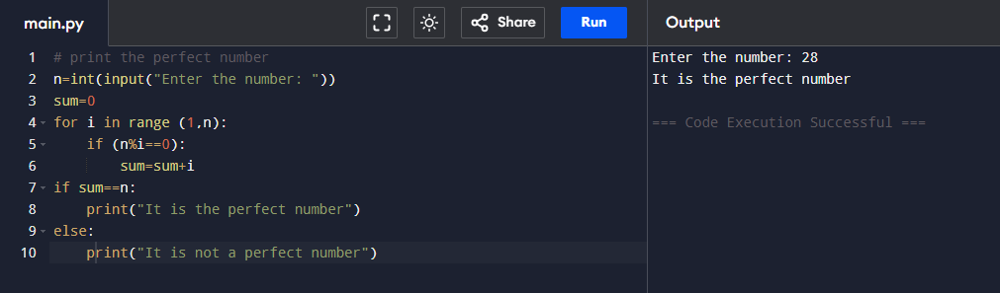 main.py
Share
Run
Output
1 # print the perfect number
2 n=int(input("Enter the number: "))
3 sum=0
4 for i in range (1,n):
5     if (n%i==0):
6         sum=sum+i
7 if sum==n:
8     print("It is the perfect number")
9 else:
10     print("It is not a perfect number")
Enter the number: 28
It is the perfect number
=== Code Execution Successful ===